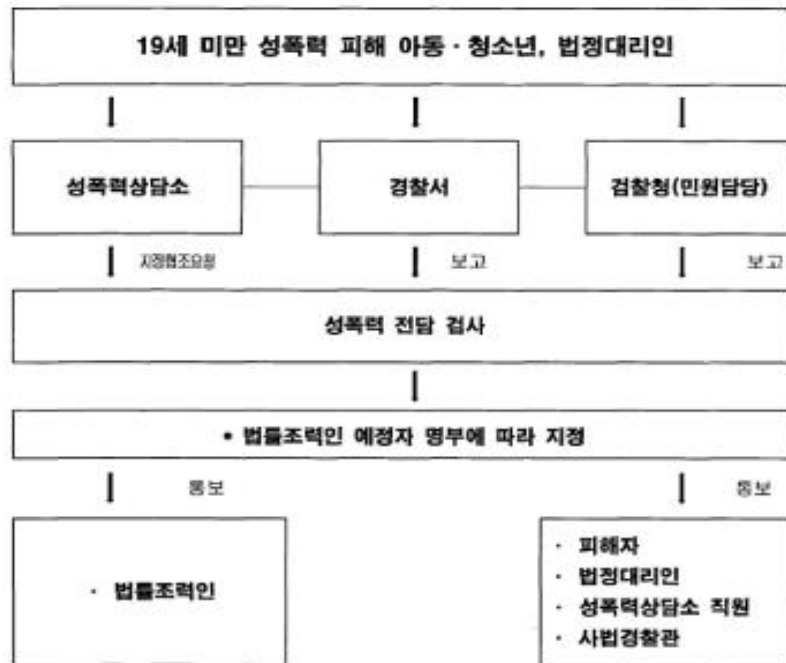 19세 미만 성폭력 피해 아동·청소년, 법정대리인
성폭력상담소
경찰서
검찰청(민원담당)
지정협조요청
보고
보고
성폭력 전담 검사
• 법률조력인 예정자 명부에 따라 지정
통보
통보
· 법률조력인
· 피해자
· 법정대리인
· 성폭력상담소 직원
· 사법경찰관